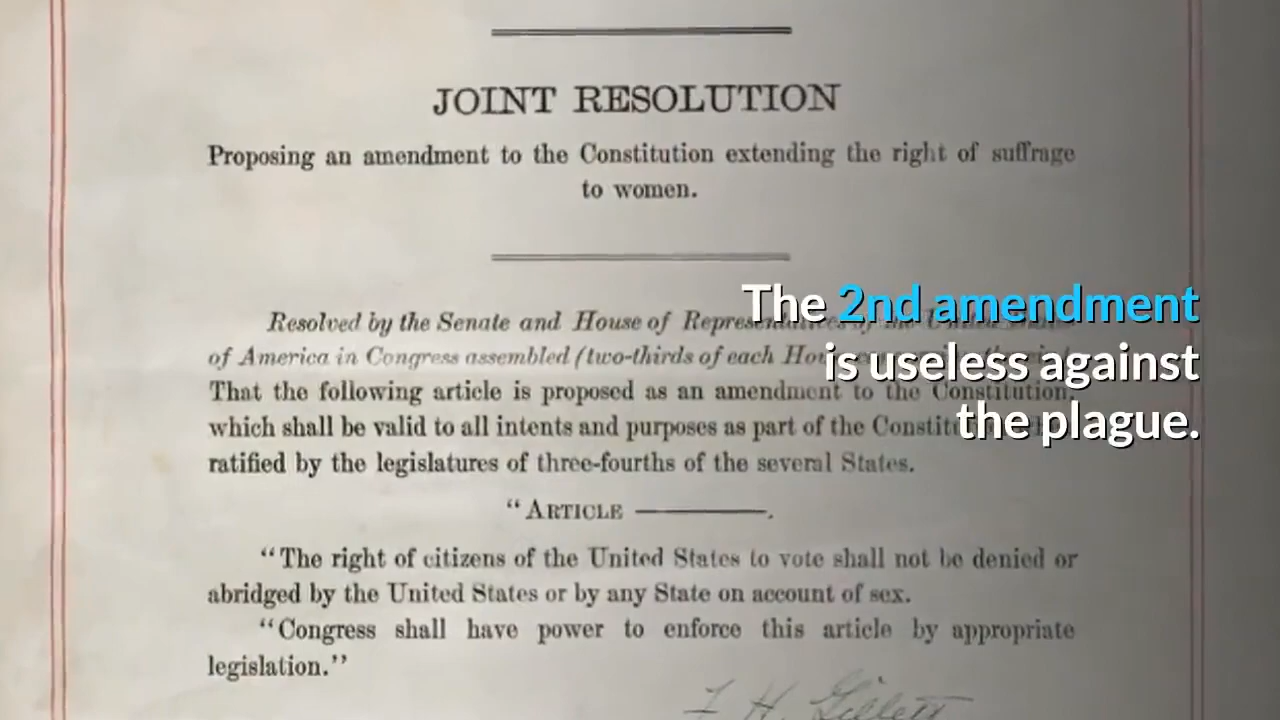 JOINT RESOLUTION
Proposing an amendment to the Constitution extending the right of suffrage
to women.
The 2nd amendment
is useless against
the plague.
Resolved by the Senate and House of
of America in Congress assembled (two-thirds of each
That the following article is proposed as an amendment to the Constitution,
which shall be valid to all intents and purposes as part of the
ratified by the legislatures of three-fourths of the several States.
"ARTICLE ———.
"The right of citizens of the United States to vote shall not be denied or
abridged by the United States or by any State on account of sex.
"Congress shall have power to enforce this article by appropriate
legislation."
F. H. Gillett